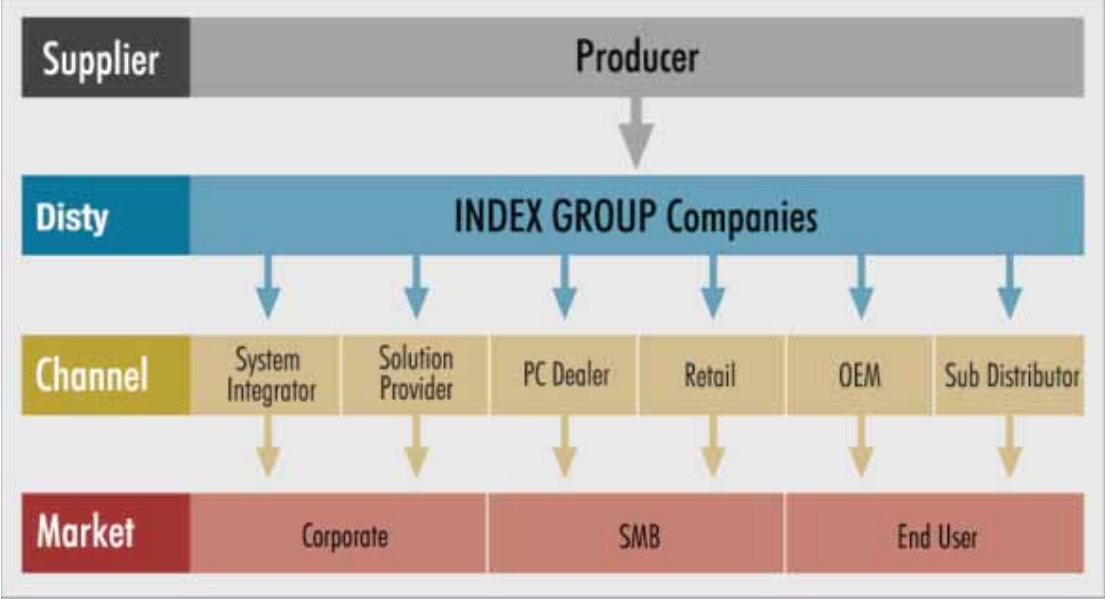 Supplier
Producer
Disty
INDEX GROUP Companies
Channel
System
Integrator
Solution
Provider
PC Dealer
Retail
OEM
Sub Distributor
Market
Corporate
SMB
End User